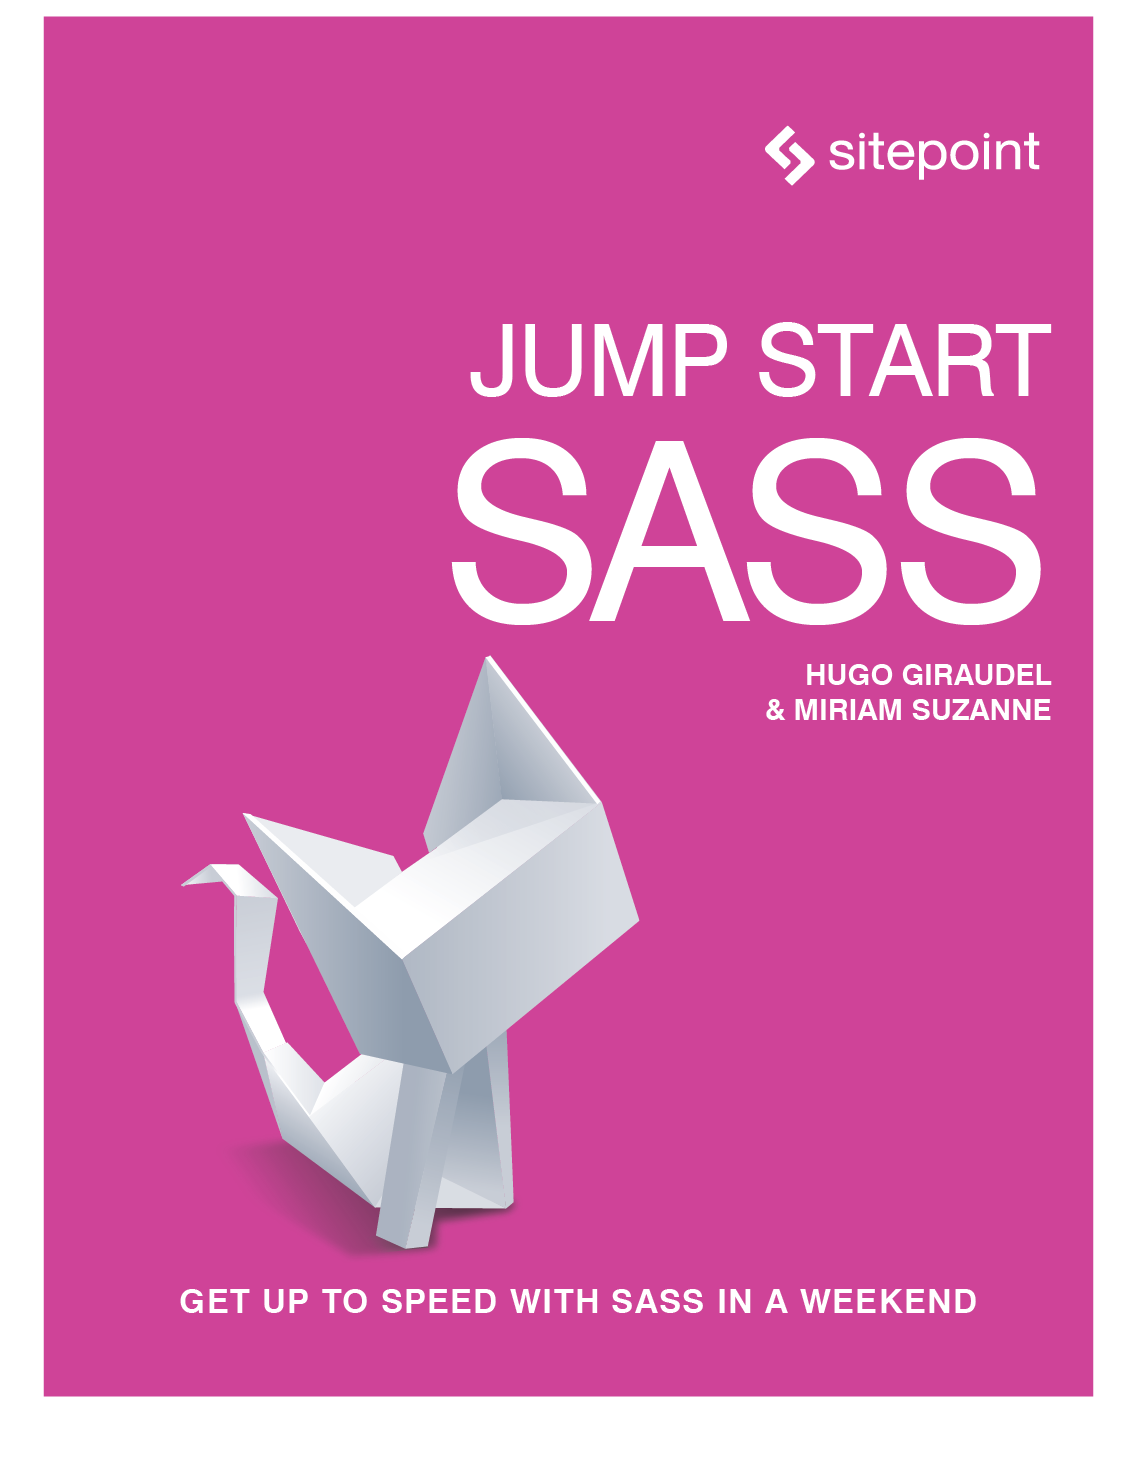 sitepoint
JUMP START
SASS
HUGO GIRAUDEL
& MIRIAM SUZANNE
GET UP TO SPEED WITH SASS IN A WEEKEND